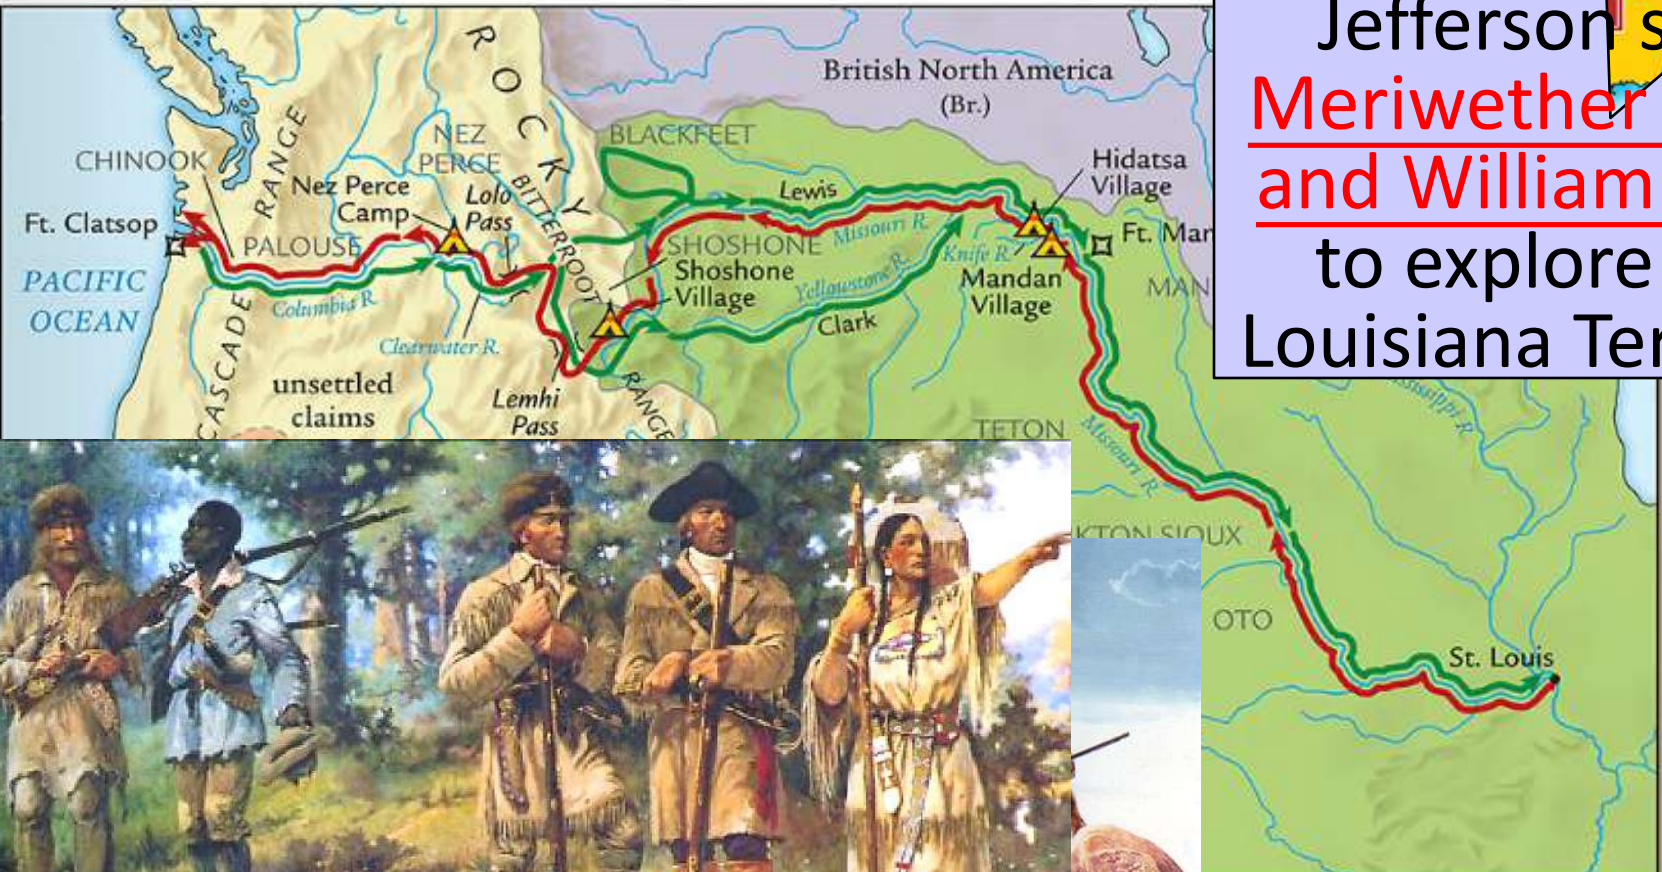 Jefferson s
Meriwether
and William
to explore
Louisiana Ter
British North America
(Br.)
ROCKY
BLACKFEET
NEZ
PERCE
CHINOOK
RANGE
Hidatsa
Village
Nez Perce
Camp
Lolo
Pass
BITTERROOT
Lewis
Ft. Clatsop
PALOUSE
SHOSHONE
Missouri R.
Knife R.
Ft. Man
PACIFIC
OCEAN
Columbia R.
Shoshone
Village
Yellowstone R.
Mandan
Village
MAN
CASCADE
Clearwater R.
Clark
unsettled
claims
Lemhi
Pass
RANGE
TETON
Missouri R.
Mississippi R.
KTON SIOUX
OTO
St. Louis